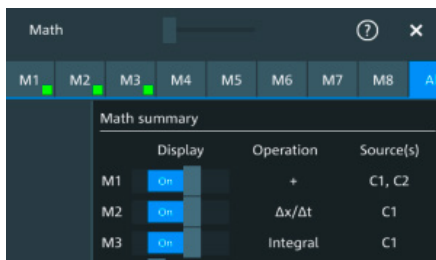 Math ? ×
M1 M2 M3 M4 M5 M6 M7 M8 Al
Math summary
Display Operation Source(s)
M1 On + C1, C2
M2 On Δx/Δt C1
M3 On Integral C1